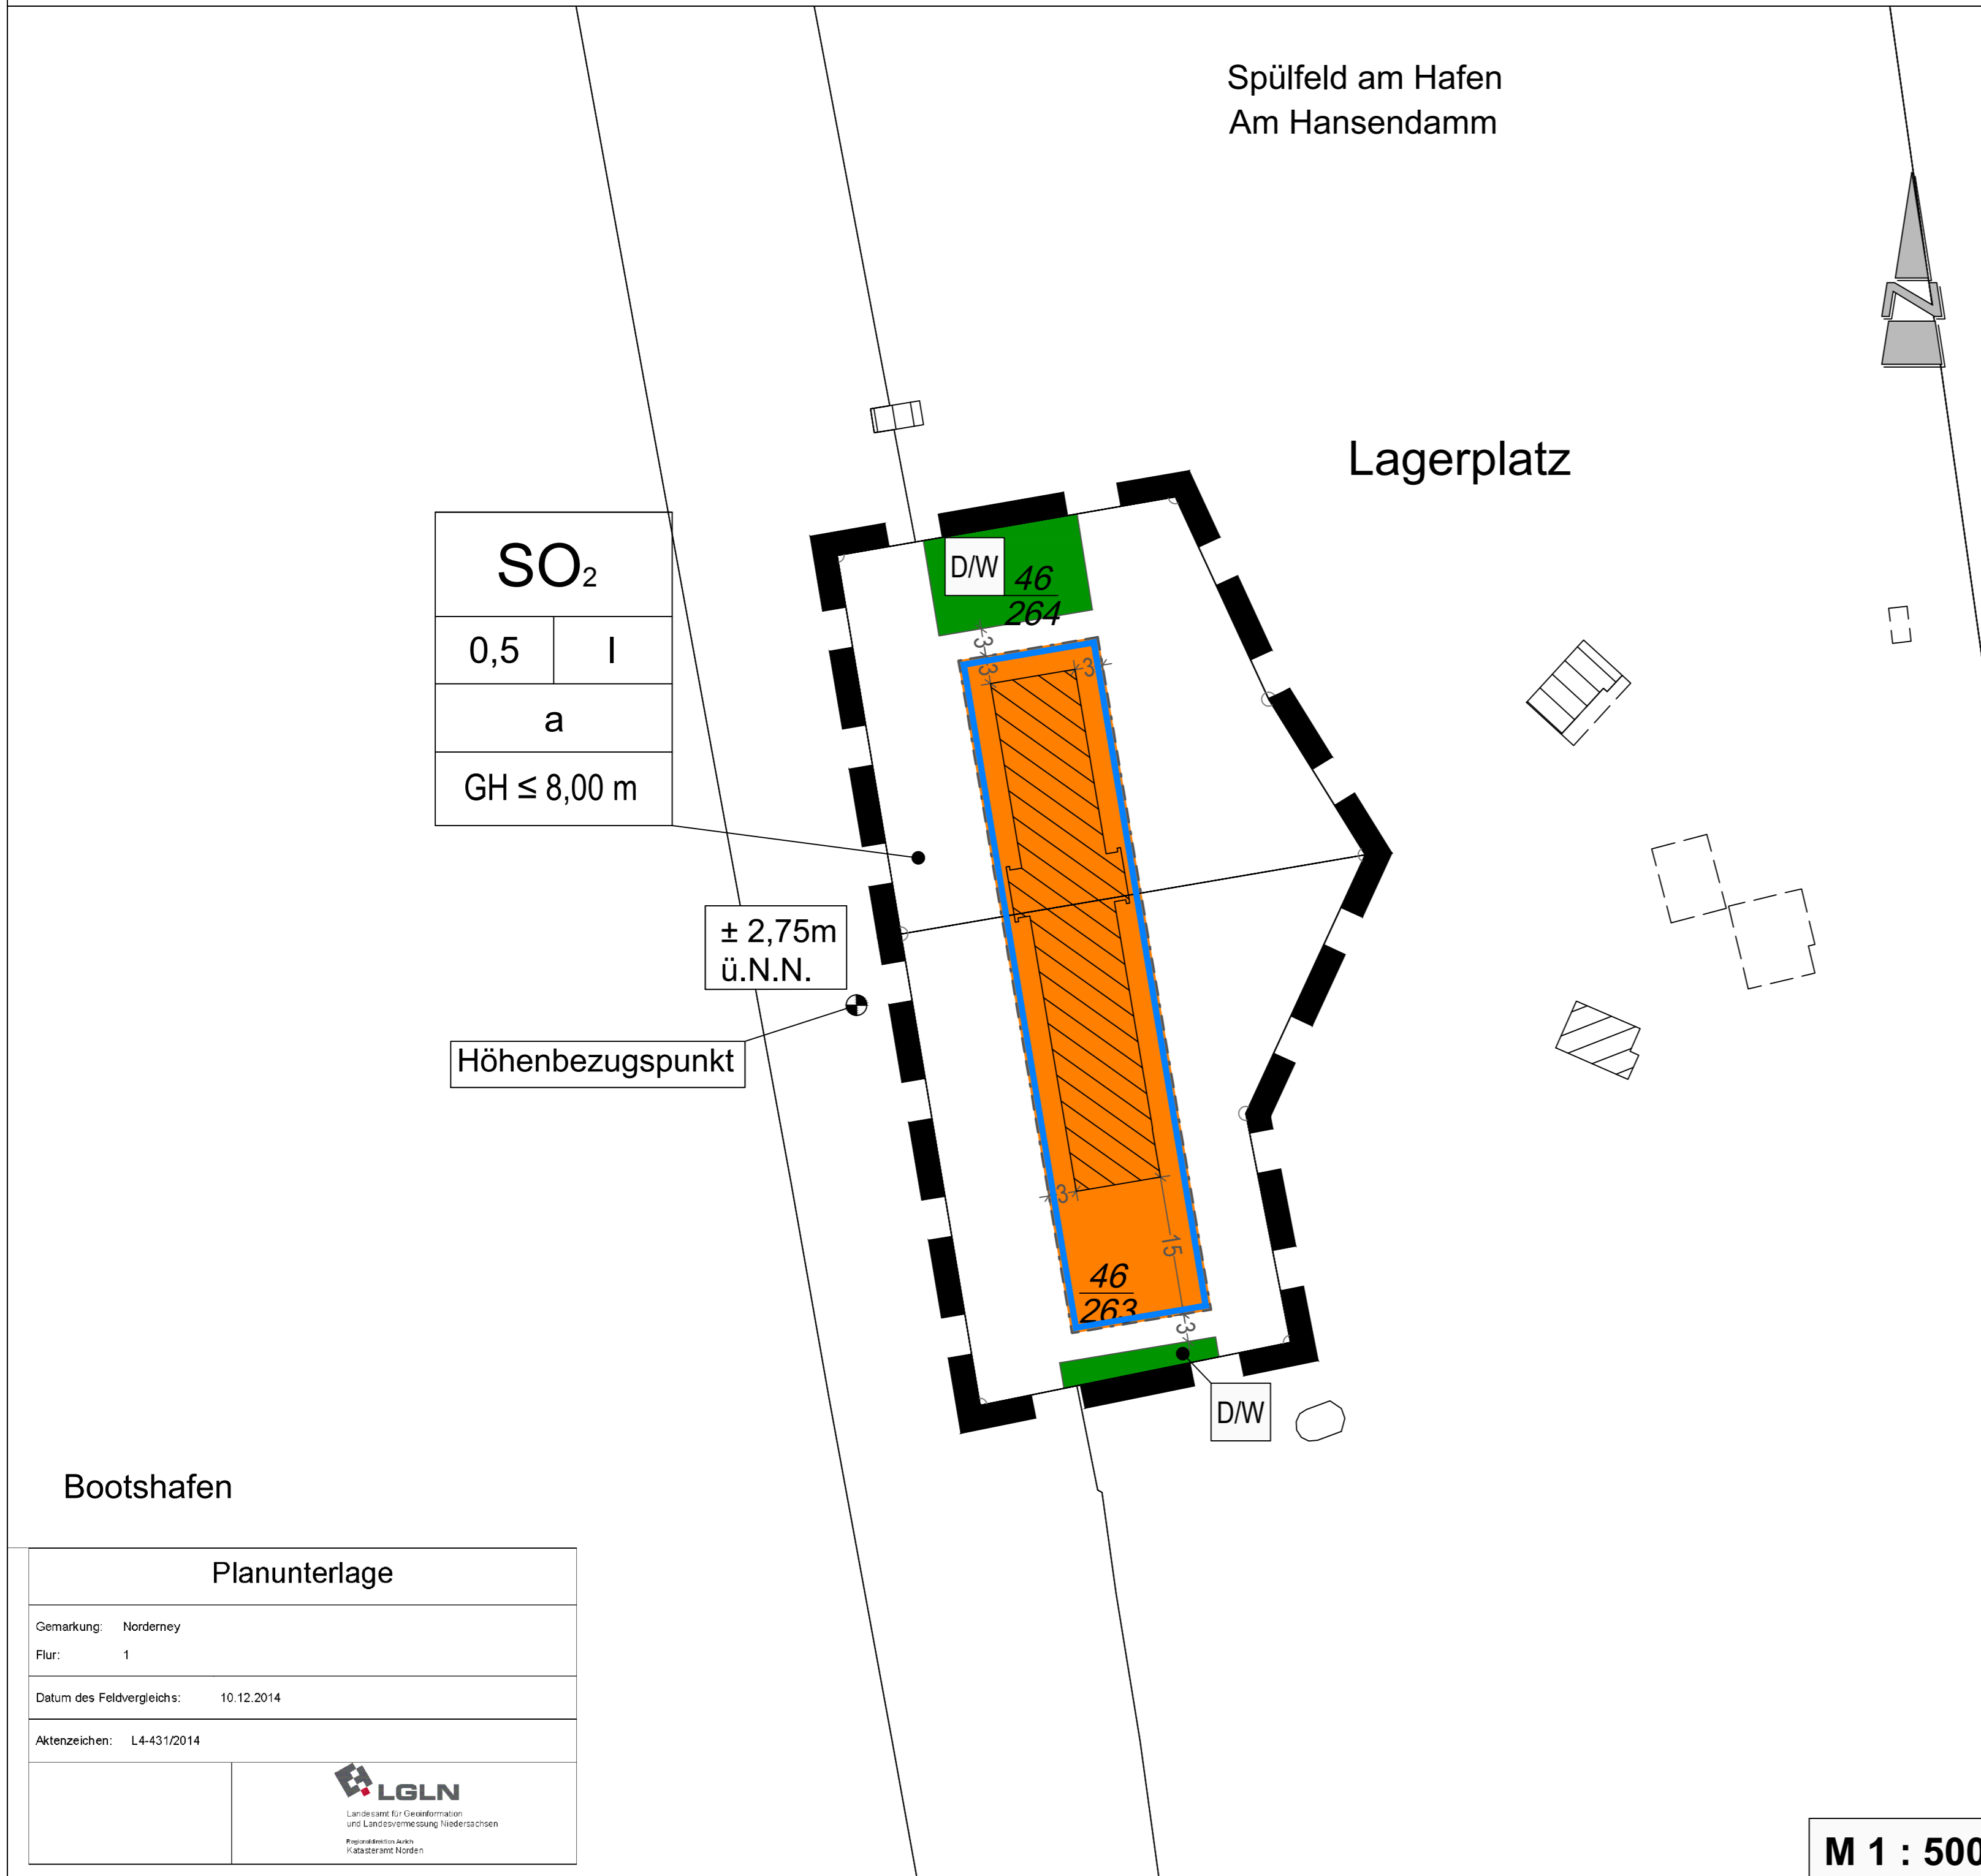 Spülfeld am Hafen
Am Hansendamm
N
Lagerplatz
SO2
0,5 I
a
GH ≤ 8,00 m
D/W
46
264
3
3
3
± 2,75m
ü.N.N.
Höhenbezugspunkt
3
15
46
263
3
D/W
Bootshafen
Planunterlage
Gemarkung: Norderney
Flur: 1
Datum des Feldvergleichs: 10.12.2014
Aktenzeichen: L4-431/2014
LGLN
Landesamt für Geoinformation
und Landesvermessung Niedersachsen
Regionaldirektion Aurich
Katasteramt Norden
M 1 : 500